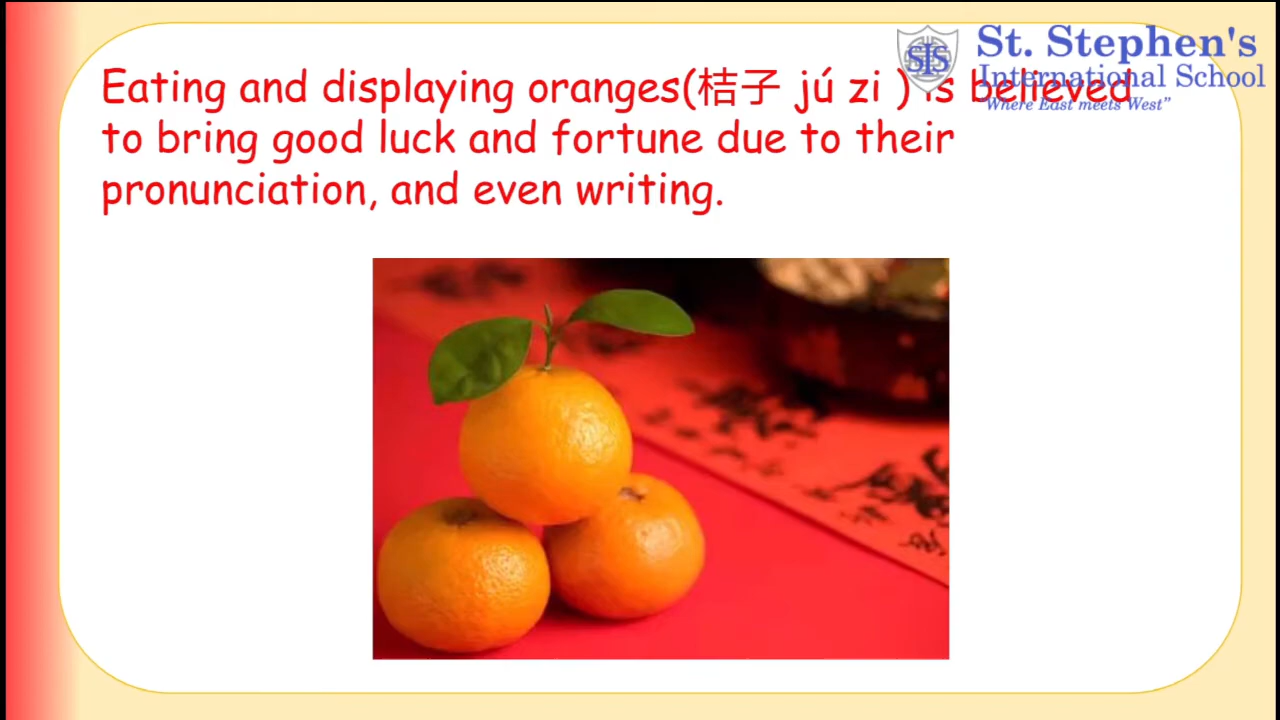 St. Stephen's
International School
"Where East meets West"
SIS
Eating and displaying oranges(桔子 jú zi ) is believed
to bring good luck and fortune due to their
pronunciation, and even writing.